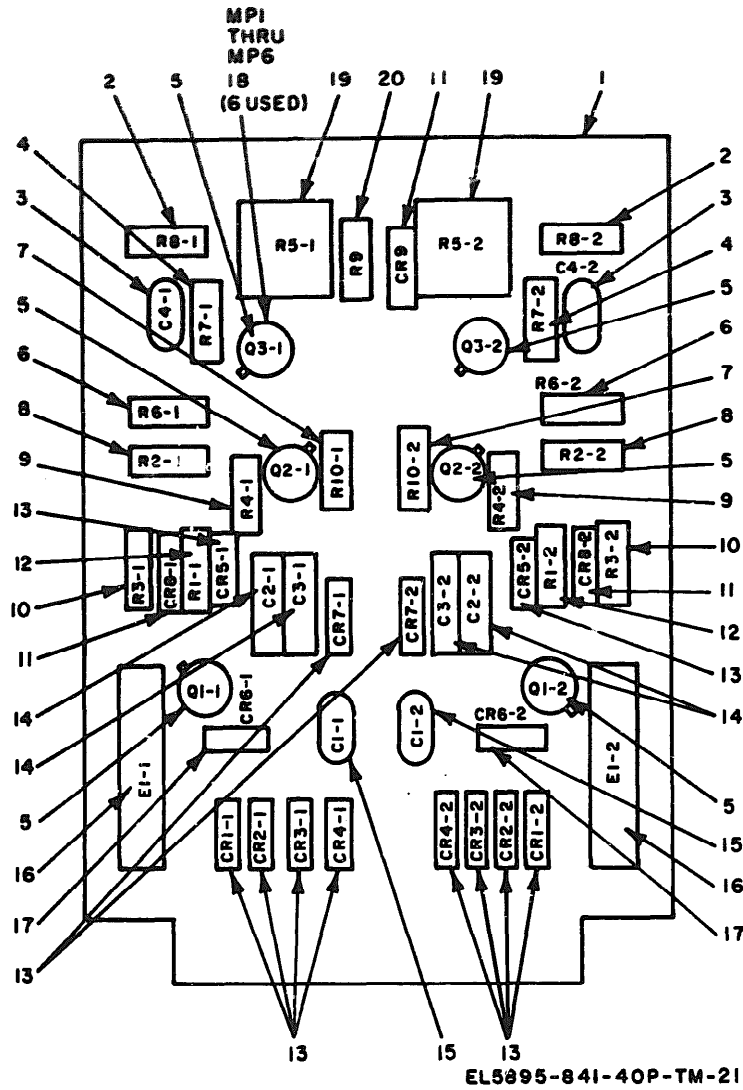 MP1
THRU
MP6
2 5 18 19 20 11 19 1
(6 USED)
4
3
7
5
6
8
9
13
12
10
11
14
14
5
16
17
13
2
3
4
5
6
7
8
5
9
10
11
12
13
14
5
15
16
17
R8-1
R5-1
R9
CR9
R5-2
R8-2
C4-1
R7-1
Q3-1
Q3-2
R7-2
C4-2
R6-1
R6-2
R2-1
Q2-1
R10-1
R10-2
Q2-2
R2-2
R4-1
R4-2
R3-1
CR8-1
R1-1
CR5-1
C2-1
C3-1
CR7-1
CR7-2
C3-2
C2-2
CR5-2
R1-2
CR8-2
R3-2
Q1-1
CR6-1
C1-1
C1-2
CR6-2
Q1-2
E1-1
E1-2
CR1-1
CR2-1
CR3-1
CR4-1
CR4-2
CR3-2
CR2-2
CR1-2
13 15 13
EL5895-841-40P-TM-21